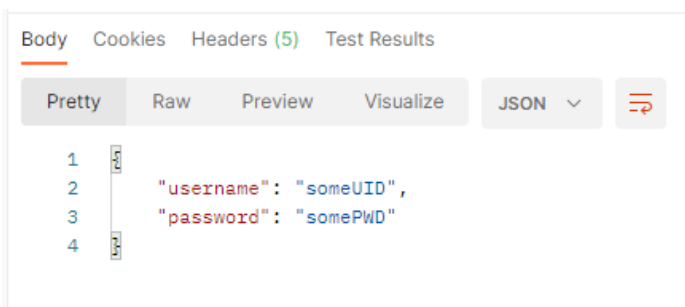 Body Cookies Headers (5) Test Results
Pretty Raw Preview Visualize JSON
1 {
2 "username": "someUID",
3 "password": "somePWD"
4 }